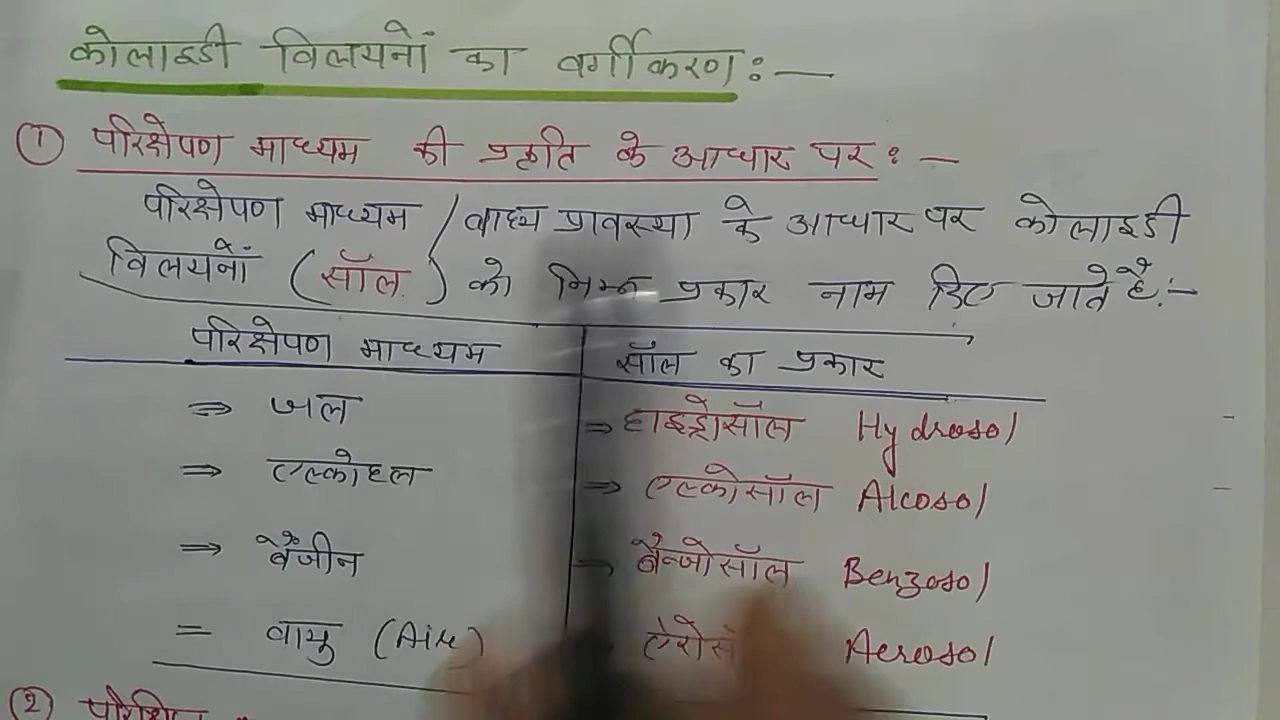 कोलाइडी विलयनों का वर्गीकरण :—
① परिक्षेपण माध्यम की प्रकृति के आधार पर :—
परिक्षेपण माध्यम / वाह्य प्रावस्था के आधार पर कोलाइडी
विलयनों (सॉल) को निम्न प्रकार नाम दिए जाते है :—
परिक्षेपण माध्यम सॉल का प्रकार
⇒ जल ⇒ हाइड्रोसॉल Hydrosol
⇒ एल्कोहल ⇒ एल्कोसॉल Alcosol
⇒ बैंजीन ⇒ बैन्जोसॉल Benzosol
= वायु (Air) Aerosol
②